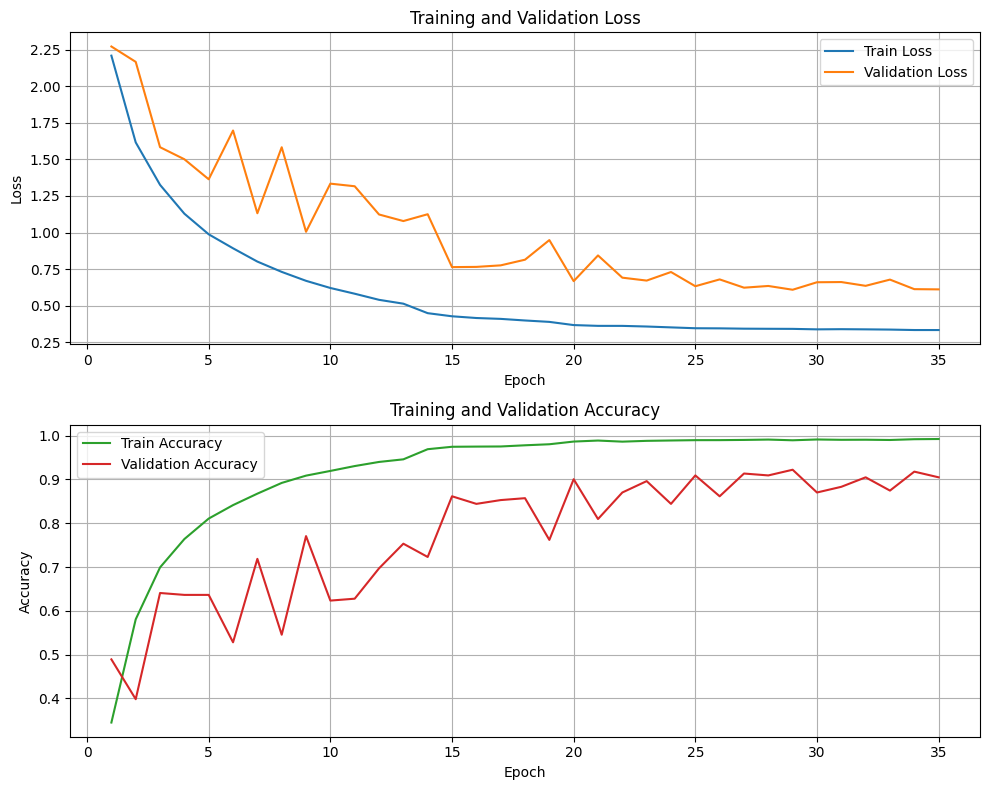 Training and Validation Loss
Train Loss
Validation Loss
2.25
2.00
1.75
1.50
1.25
1.00
0.75
0.50
0.25
Loss
0 5 10 15 20 25 30 35
Epoch
Training and Validation Accuracy
Train Accuracy
Validation Accuracy
1.0
0.9
0.8
0.7
0.6
0.5
0.4
Accuracy
0 5 10 15 20 25 30 35
Epoch